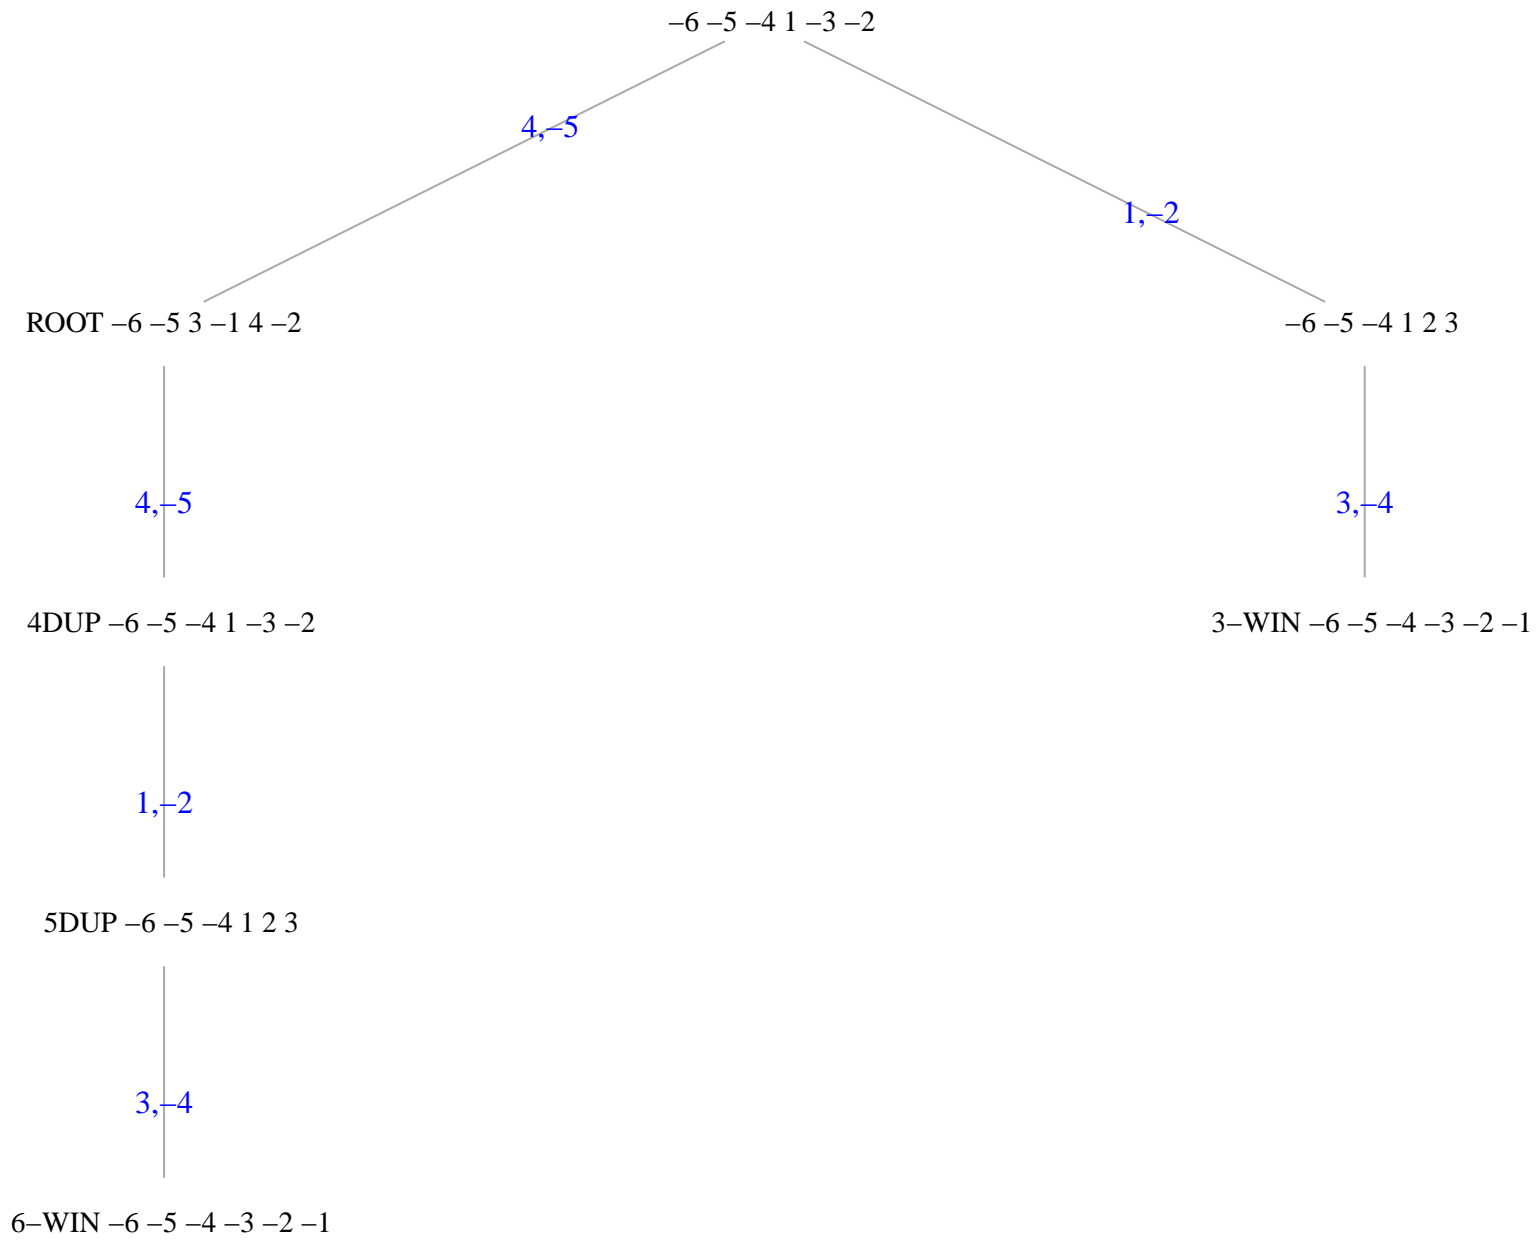 –6 –5 –4 1 –3 –2
4,–5
1,–2
ROOT –6 –5 3 –1 4 –2
–6 –5 –4 1 2 3
4,–5
3,–4
4DUP –6 –5 –4 1 –3 –2
3–WIN –6 –5 –4 –3 –2 –1
1,–2
5DUP –6 –5 –4 1 2 3
3,–4
6–WIN –6 –5 –4 –3 –2 –1